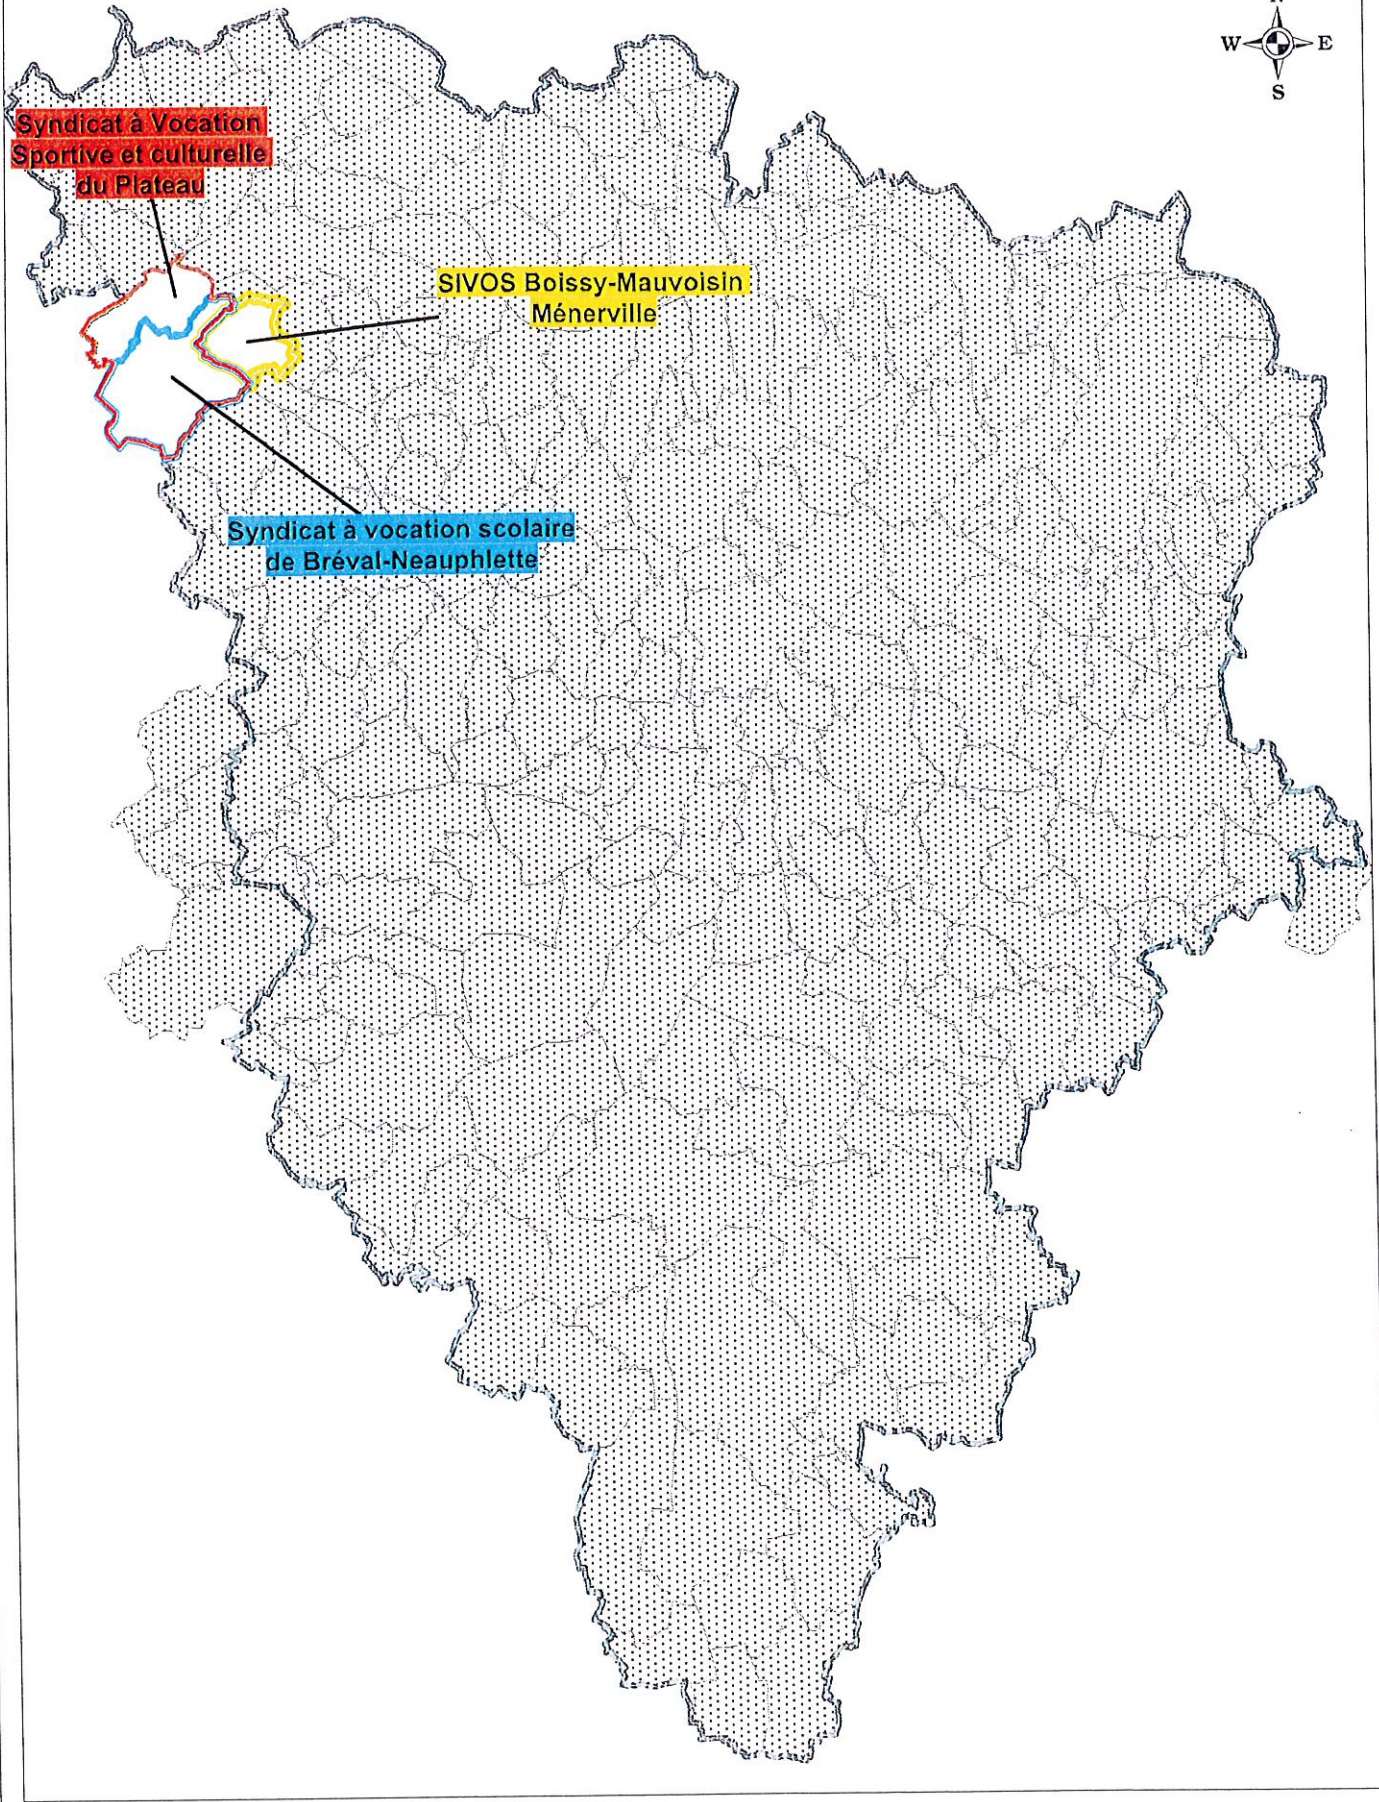 N
W E
S
Syndicat à Vocation
Sportive et culturelle
du Plateau
SIVOS Boissy-Mauvoisin
Ménerville
Syndicat à vocation scolaire
de Bréval-Neauphlette